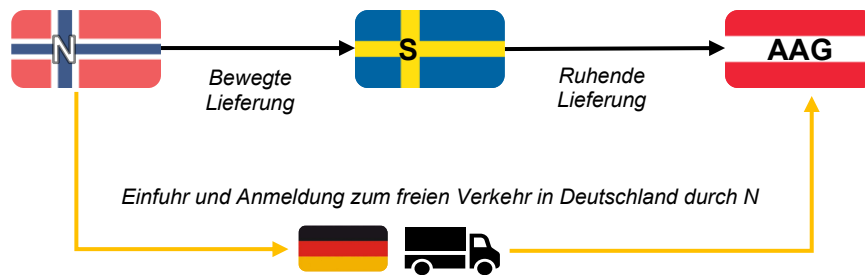 N
S
AAG
Bewegte
Lieferung
Ruhende
Lieferung
Einfuhr und Anmeldung zum freien Verkehr in Deutschland durch N